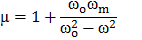 μ = 1 + ω₀ωₘ / (ω₀² − ω²)